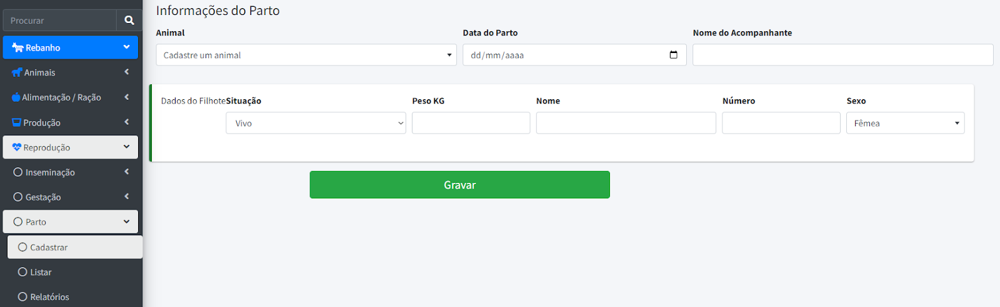 Procurar
Rebanho
Animais
Alimentação / Ração
Produção
Reprodução
Inseminação
Gestação
Parto
Cadastrar
Listar
Relatórios
Informações do Parto
Animal Data do Parto Nome do Acompanhante
Cadastre um animal dd/mm/aaaa
Dados do Filhote Situação Peso KG Nome Número Sexo
Vivo Fêmea
Gravar